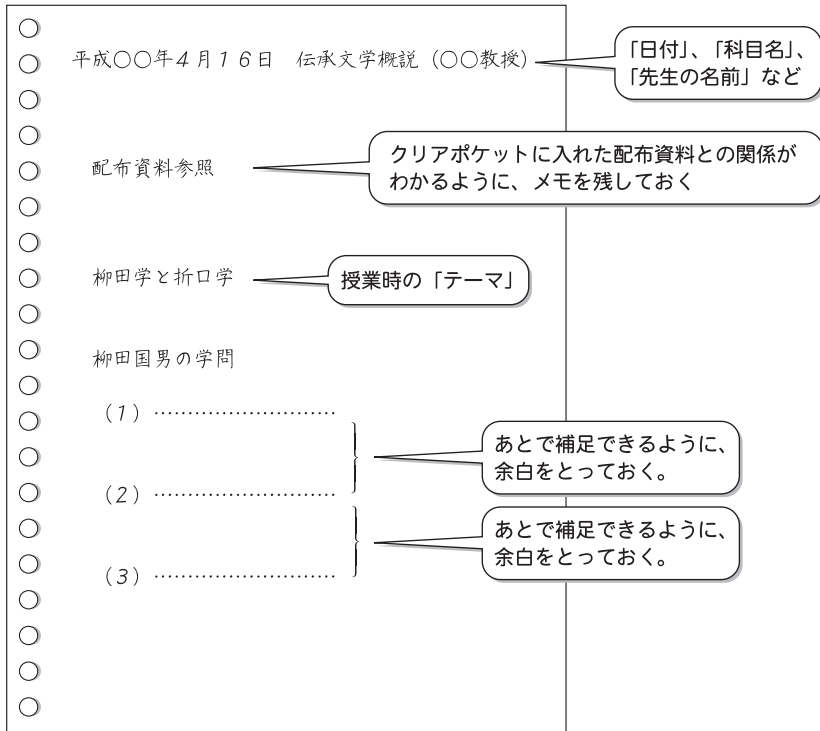 平成○○年4月16日　伝承文学概説（○○教授）
「日付」、「科目名」、
「先生の名前」など
配布資料参照
クリアポケットに入れた配布資料との関係が
わかるように、メモを残しておく
柳田学と折口学
授業時の「テーマ」
柳田国男の学問
（1）…………………………
あとで補足できるように、
余白をとっておく。
（2）…………………………
あとで補足できるように、
余白をとっておく。
（3）…………………………